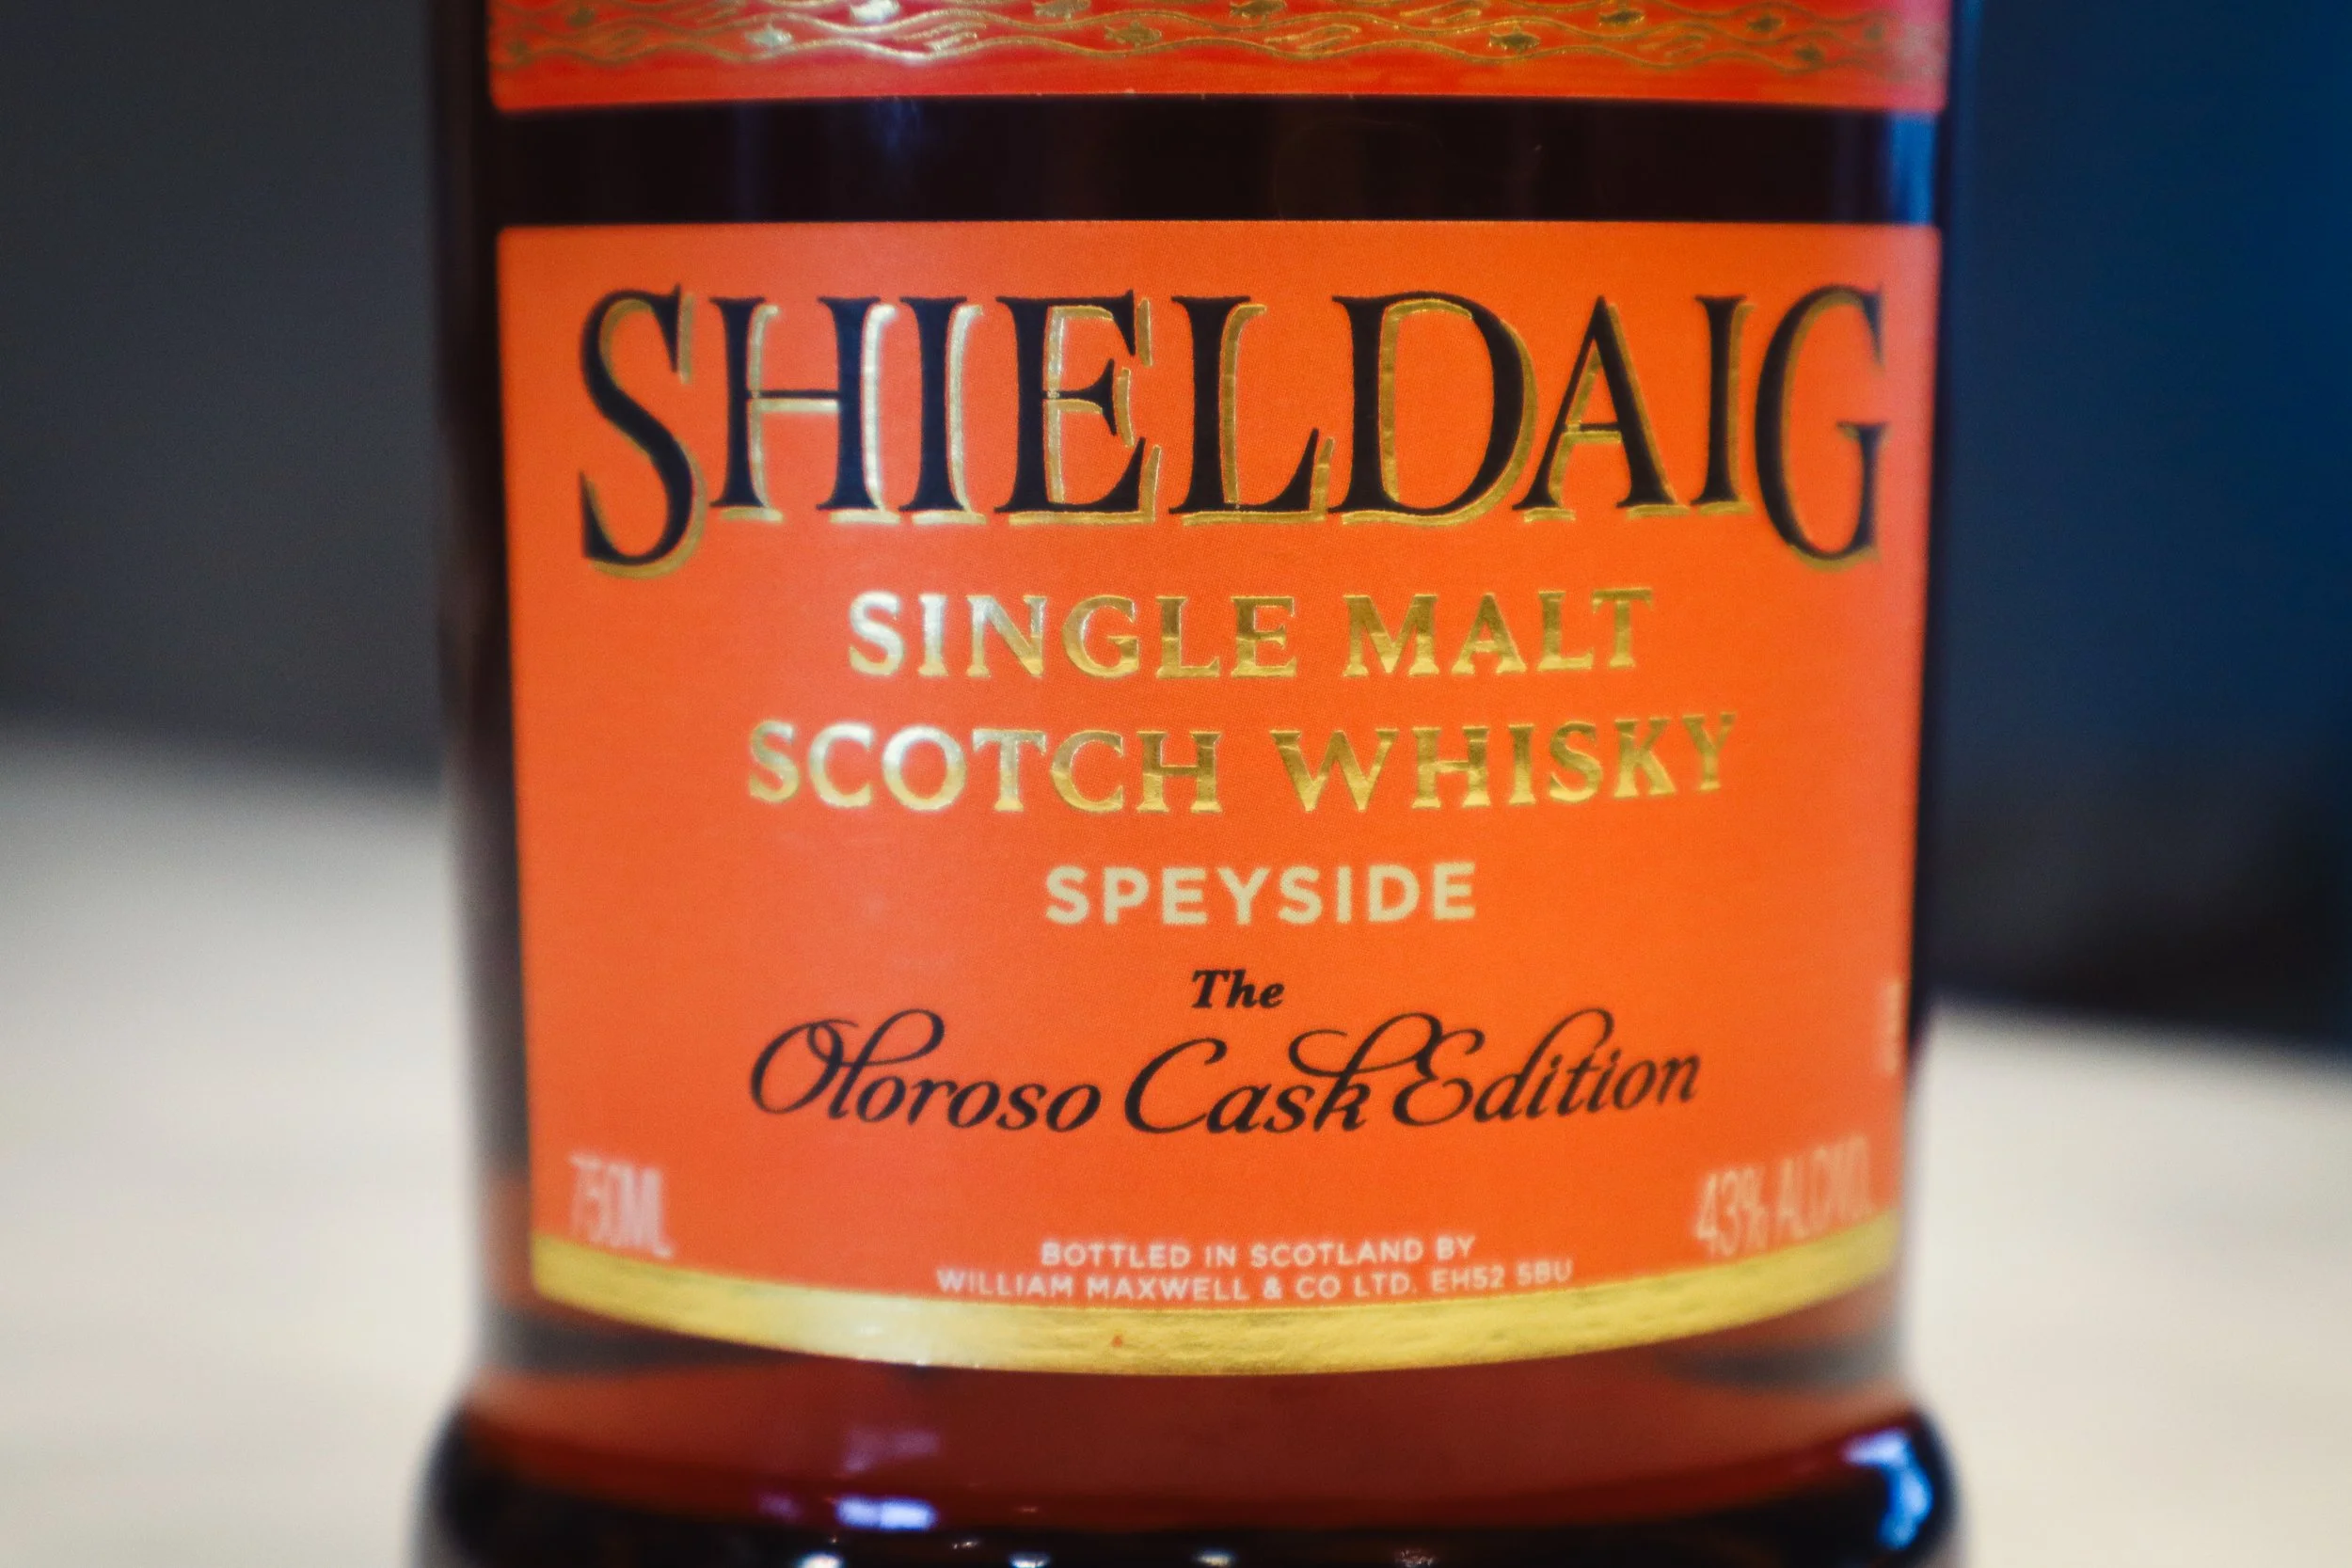 SHIELDAIG
SINGLE MALT
SCOTCH WHISKY
SPEYSIDE
The
Oloroso Cask Edition
750ML
43% ALC/VOL
BOTTLED IN SCOTLAND BY
WILLIAM MAXWELL & CO LTD. EH52 5BU